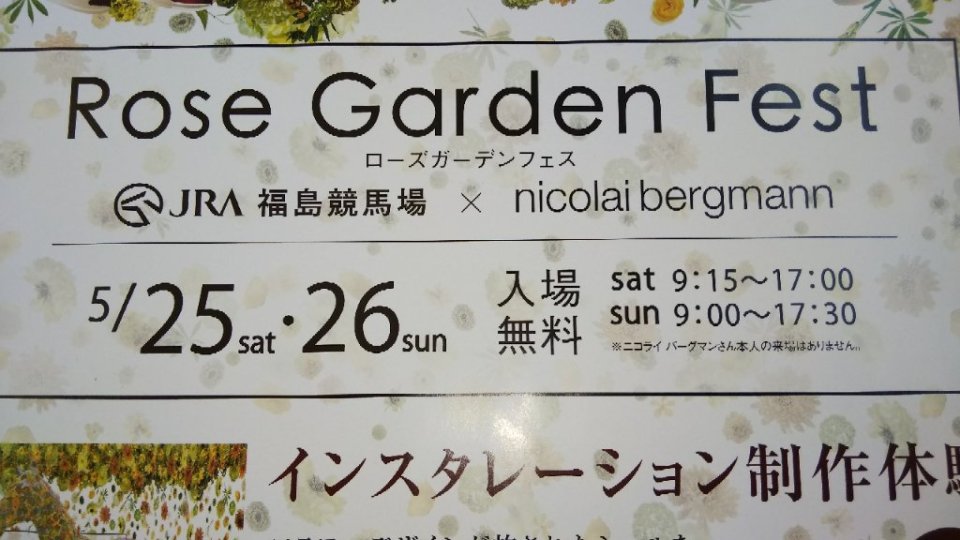 Rose Garden Fest
ローズガーデンフェス
JRA 福島競馬場 × nicolai bergmann
5/25sat・26sun
入場無料
sat 9:15～17:00
sun 9:00～17:30
※ニコライ バーグマンさん本人の来場はありません。
インスタレーション制作体